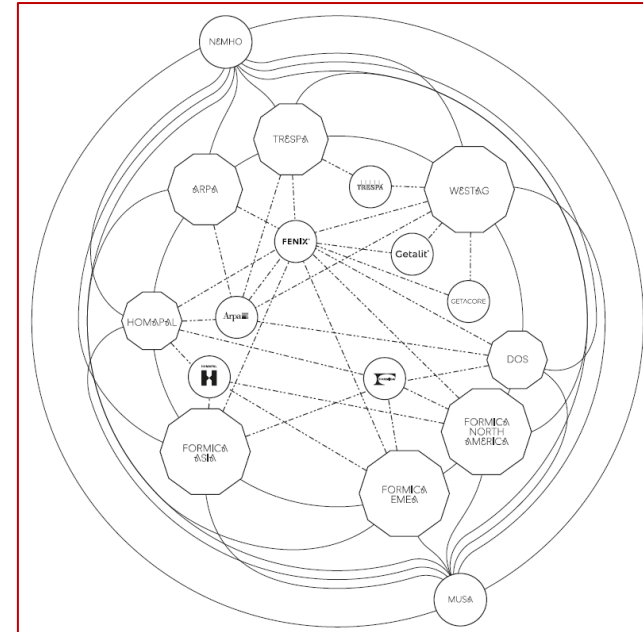 NEMHO
TRESPA
ARPA
TRESPA
WESTAG
FENIX
Getalit
GETACORE
HOMAPAL
Arpa
DOS
FORMICA
NORTH
AMERICA
FORMICA
ASIA
FORMICA
EMEA
MUSA